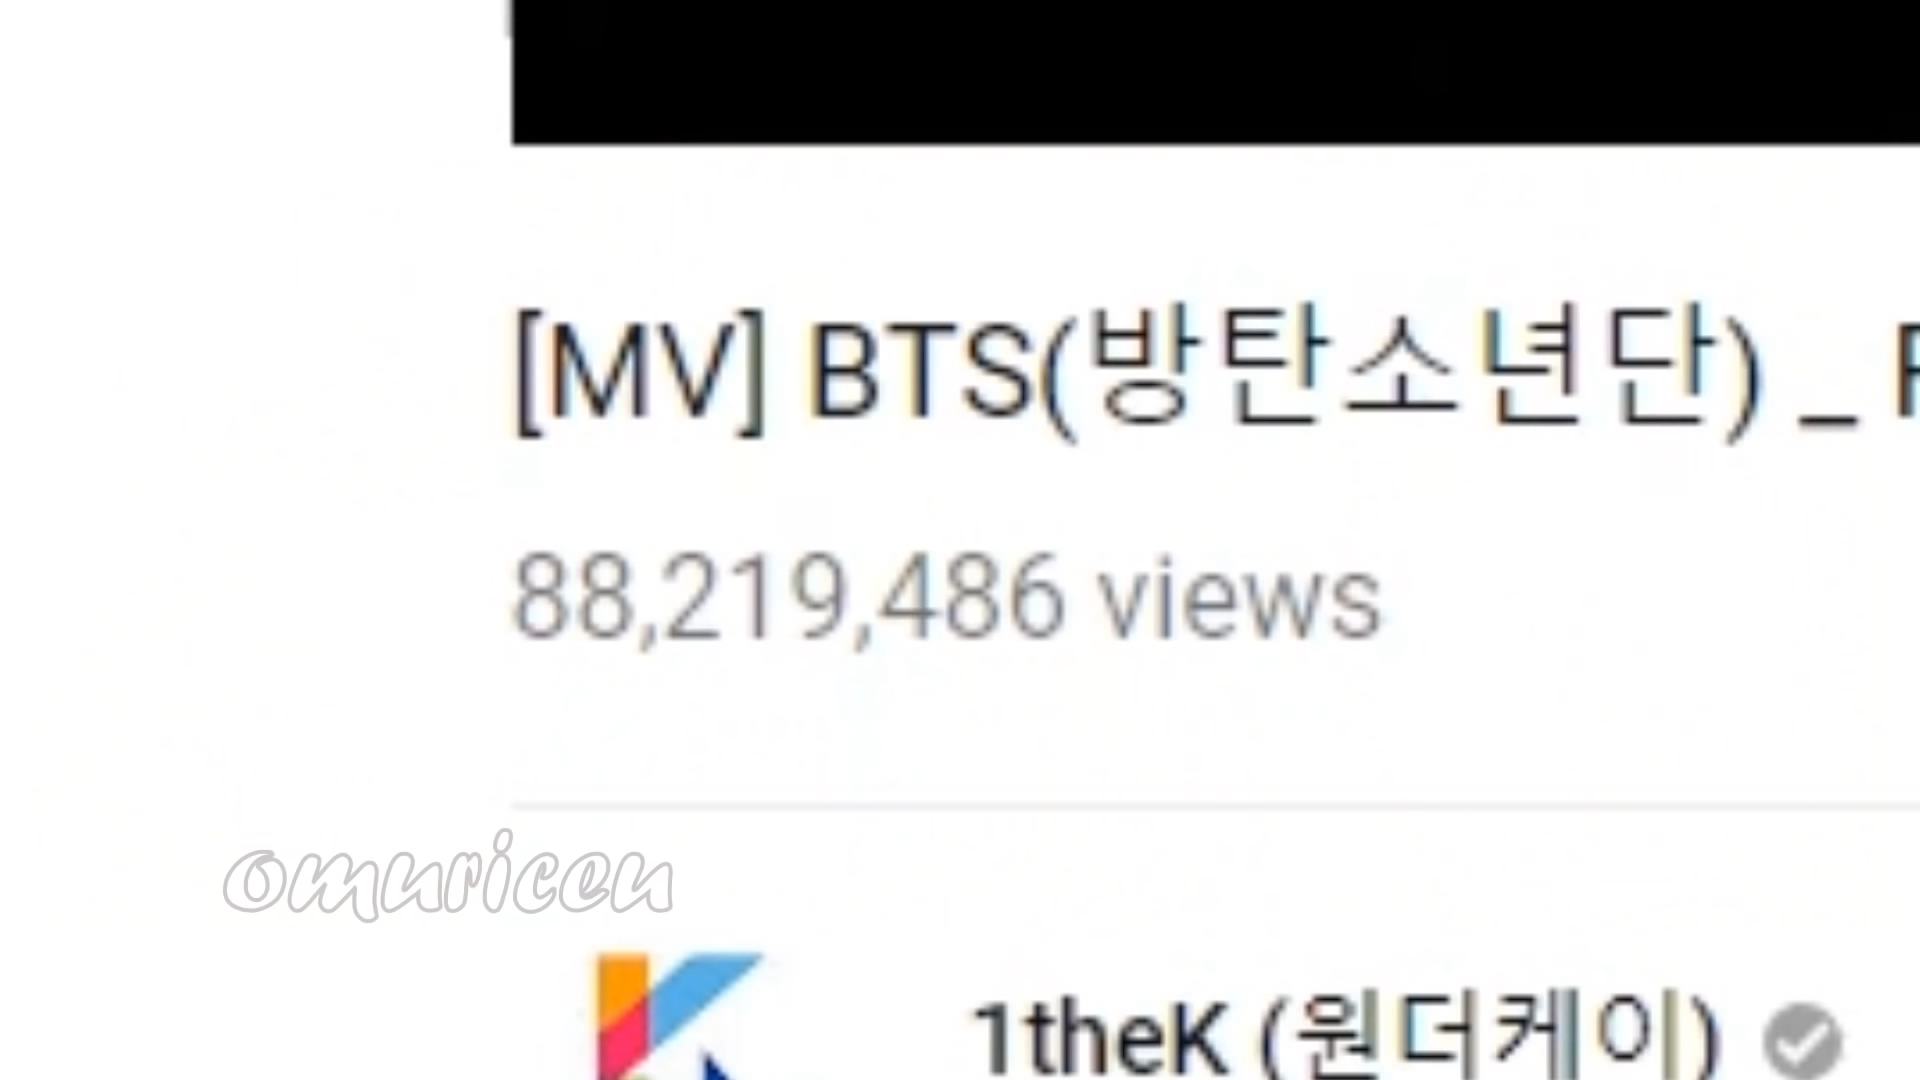 [MV] BTS(방탄소년단) _
88,219,486 views
omuriceu
1theK (원더케이)